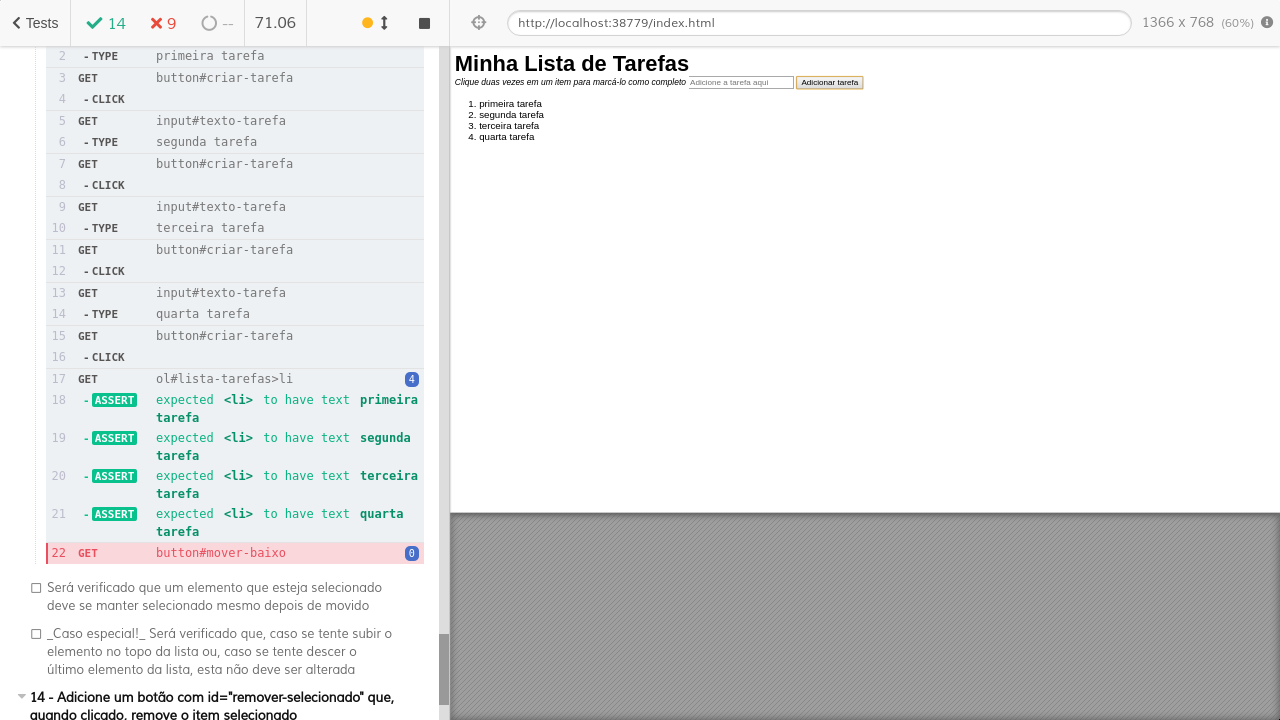 Tests 14 9 -- 71.06 http://localhost:38779/index.html 1366 x 768 (60%)
2 - TYPE primeira tarefa
3 GET button#criar-tarefa
4 - CLICK
5 GET input#texto-tarefa
6 - TYPE segunda tarefa
7 GET button#criar-tarefa
8 - CLICK
9 GET input#texto-tarefa
10 - TYPE terceira tarefa
11 GET button#criar-tarefa
12 - CLICK
13 GET input#texto-tarefa
14 - TYPE quarta tarefa
15 GET button#criar-tarefa
16 - CLICK
17 GET ol#lista-tarefas>li 4
18 - ASSERT expected <li> to have text primeira
tarefa
19 - ASSERT expected <li> to have text segunda
tarefa
20 - ASSERT expected <li> to have text terceira
tarefa
21 - ASSERT expected <li> to have text quarta
tarefa
22 GET button#mover-baixo 0
Será verificado que um elemento que esteja selecionado
deve se manter selecionado mesmo depois de movido
_Caso especial!_ Será verificado que, caso se tente subir o
elemento no topo da lista ou, caso se tente descer o
último elemento da lista, esta não deve ser alterada
14 - Adicione um botão com id="remover-selecionado" que,
quando clicado, remove o item selecionado
Minha Lista de Tarefas
Clique duas vezes em um item para marcá-lo como completo Adicione a tarefa aqui Adicionar tarefa
1. primeira tarefa
2. segunda tarefa
3. terceira tarefa
4. quarta tarefa